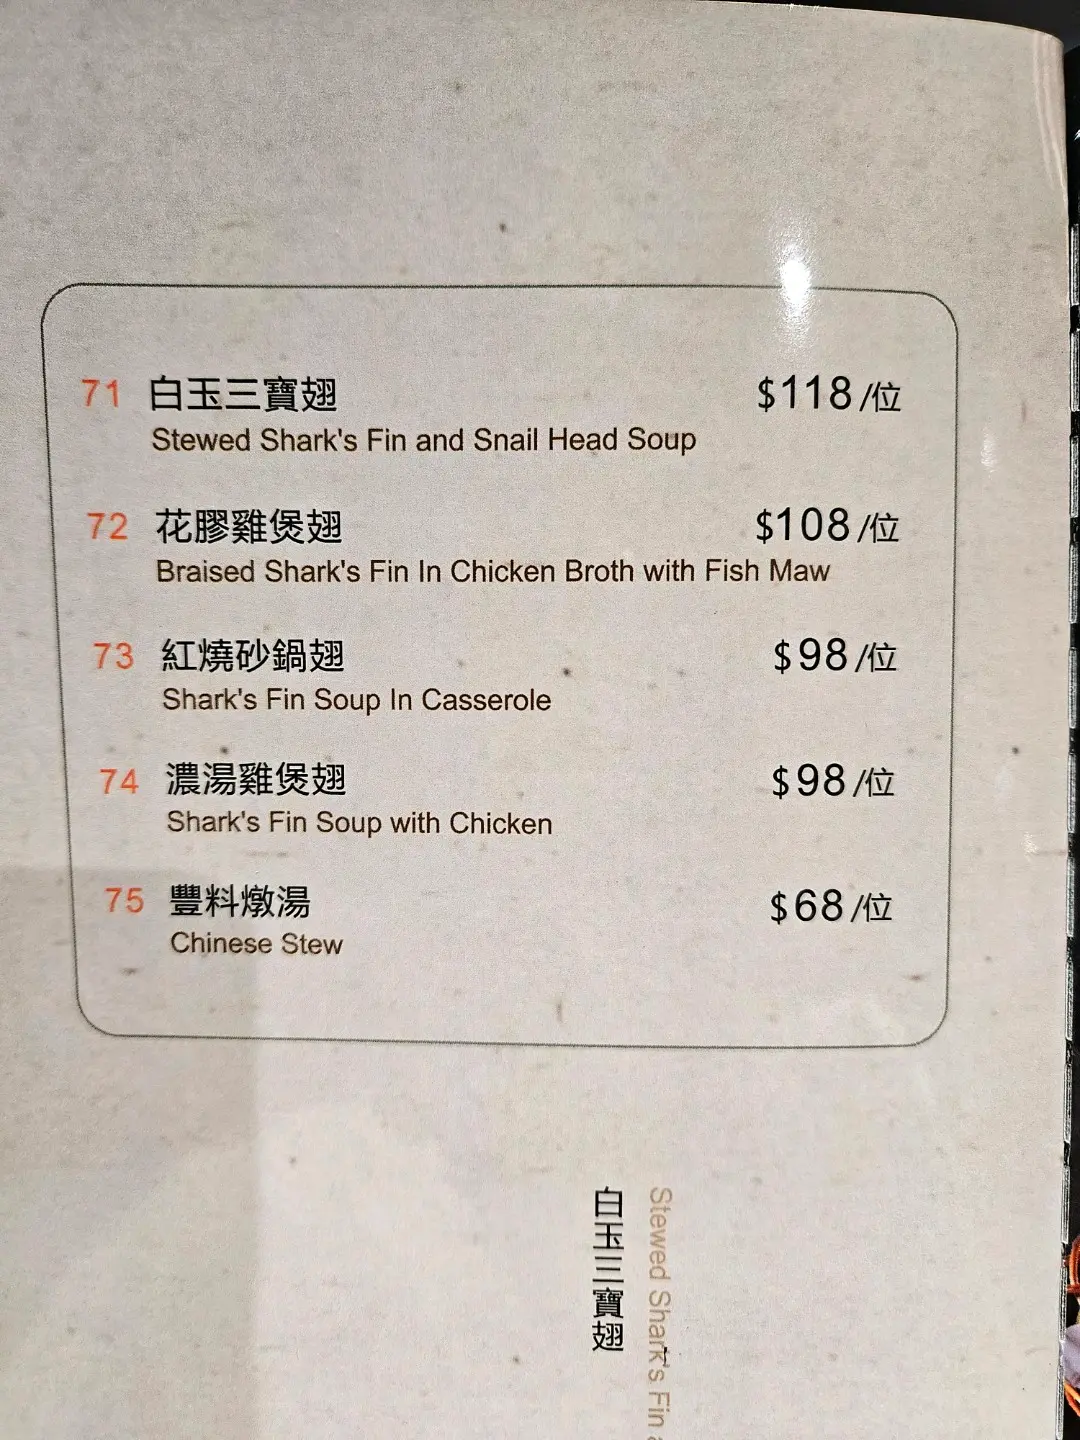 71 白玉三寶翅 $118/位
Stewed Shark's Fin and Snail Head Soup
72 花膠雞煲翅 $108/位
Braised Shark's Fin In Chicken Broth with Fish Maw
73 紅燒砂鍋翅 $98/位
Shark's Fin Soup In Casserole
74 濃湯雞煲翅 $98/位
Shark's Fin Soup with Chicken
75 豐料燉湯 $68/位
Chinese Stew
白玉三寶翅
Stewed Shark's Fin